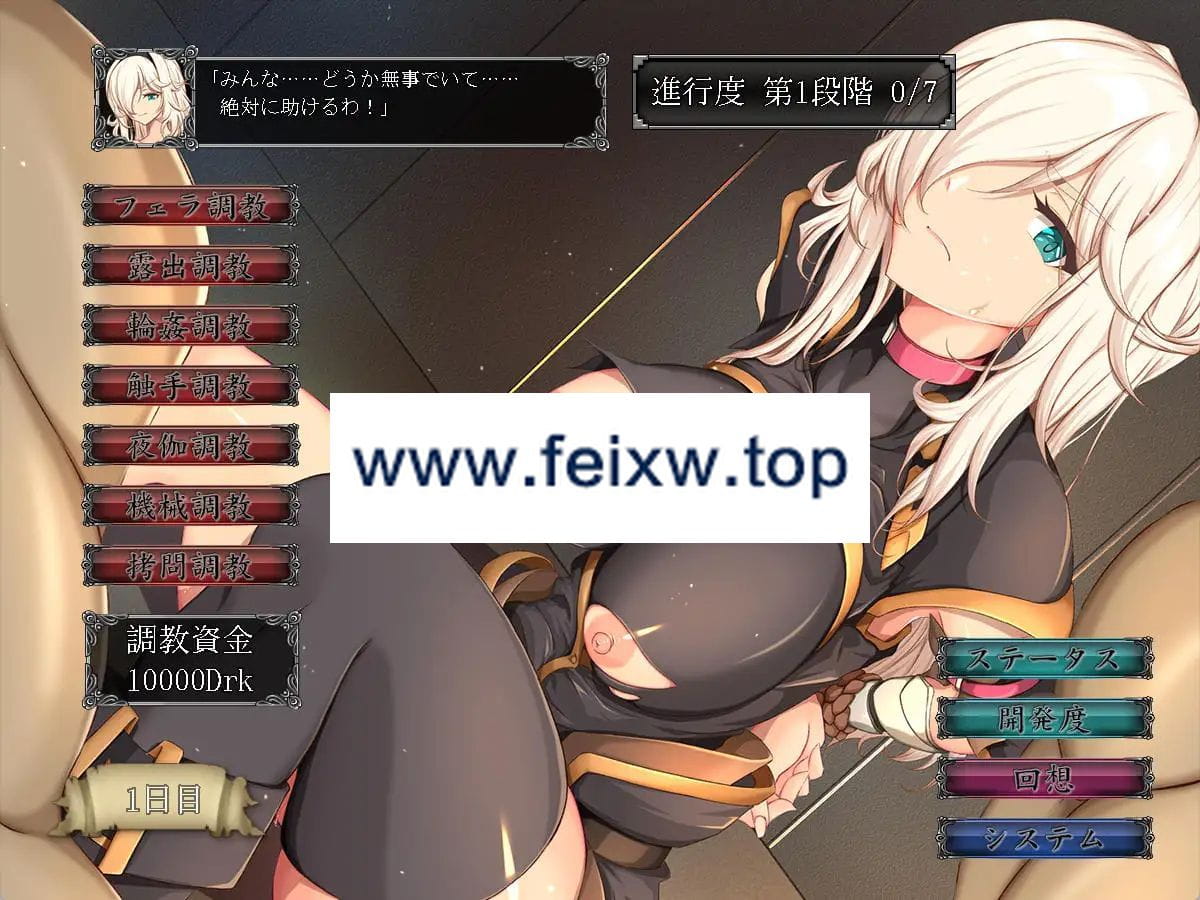 「みんな……どうか無事でいて……
絶対に助けるわ！」
進行度 第1段階 0/7
フェラ調教
露出調教
輪姦調教
触手調教
夜伽調教
機械調教
拷問調教
調教資金
10000Drk
1日目
www.feixw.top
ステータス
開発度
回想
システム